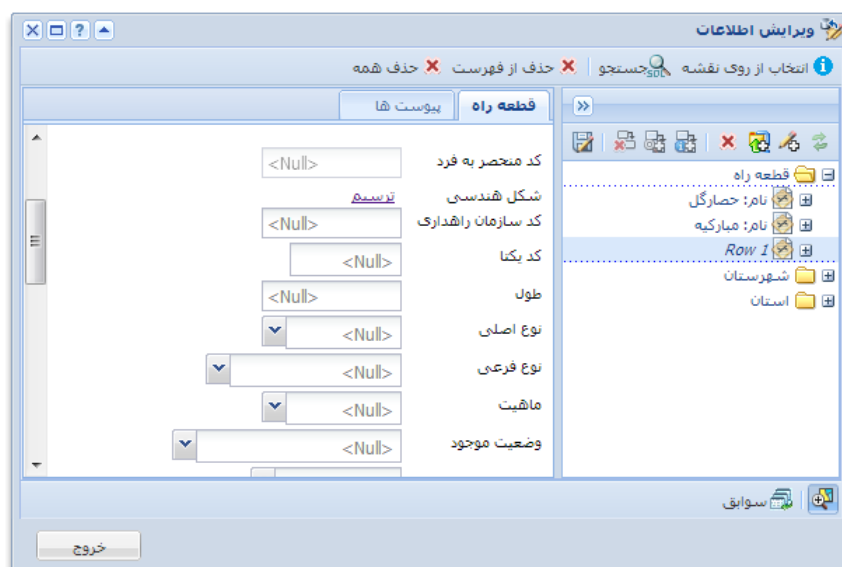 ویرایش اطلاعات
انتخاب از روی نقشه جستجو حذف از فهرست حذف همه
قطعه راه
نام: حصارگل
نام: مبارکیه
Row 1
شهرستان
استان
قطعه راه پیوست ها
کد منحصر به فرد <Null>
شکل هندسی ترسیم
کد سازمان راهداری <Null>
کد یکتا <Null>
طول <Null>
نوع اصلی <Null>
نوع فرعی <Null>
ماهیت <Null>
وضعیت موجود <Null>
سوابق
خروج